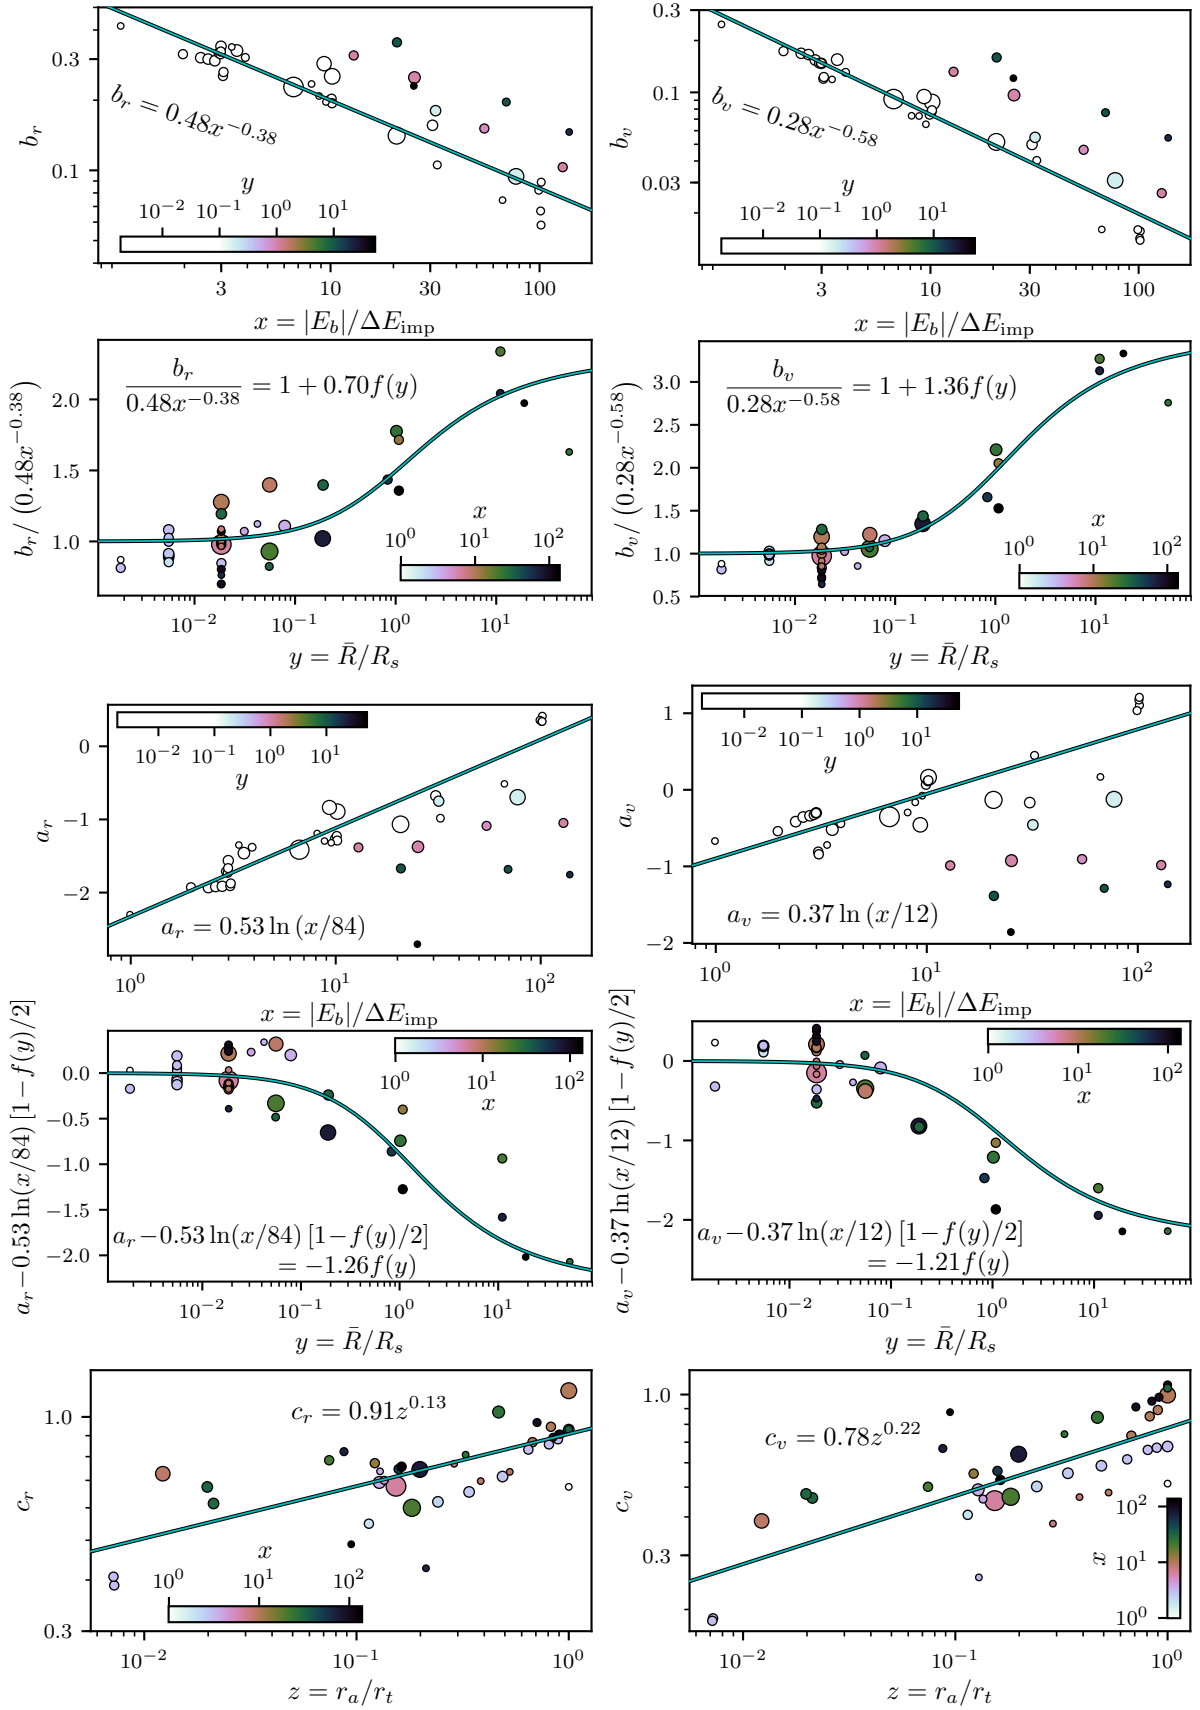 0.3
0.1
b_r
b_r = 0.48x^{−0.38}
y
10^{−2} 10^{−1} 10^0 10^1
3 10 30 100
x = |E_b|/ΔE_imp
0.3
0.1
0.03
b_v
b_v = 0.28x^{−0.58}
y
10^{−2} 10^{−1} 10^0 10^1
3 10 30 100
x = |E_b|/ΔE_imp
2.0
1.5
1.0
b_r/ (0.48x^{−0.38})
b_r/0.48x^{−0.38} = 1 + 0.70f(y)
x
10^0 10^1 10^2
10^{−2} 10^{−1} 10^0 10^1
y = R̄/R_s
3.0
2.5
2.0
1.5
1.0
0.5
b_v/ (0.28x^{−0.58})
b_v/0.28x^{−0.58} = 1 + 1.36f(y)
x
10^0 10^1 10^2
10^{−2} 10^{−1} 10^0 10^1
y = R̄/R_s
0
−1
−2
a_r
10^{−2} 10^{−1} 10^0 10^1
y
a_r = 0.53 ln (x/84)
10^0 10^1 10^2
x = |E_b|/ΔE_imp
1
0
−1
−2
a_v
10^{−2} 10^{−1} 10^0 10^1
y
a_v = 0.37 ln (x/12)
10^0 10^1 10^2
x = |E_b|/ΔE_imp
0.0
−0.5
−1.0
−1.5
−2.0
a_r−0.53 ln(x/84) [1−f(y)/2]
10^0 10^1 10^2
x
a_r−0.53 ln(x/84) [1−f(y)/2]
= −1.26f(y)
10^{−2} 10^{−1} 10^0 10^1
y = R̄/R_s
0
−1
−2
a_v−0.37 ln(x/12) [1−f(y)/2]
10^0 10^1 10^2
x
a_v−0.37 ln(x/12) [1−f(y)/2]
= −1.21f(y)
10^{−2} 10^{−1} 10^0 10^1
y = R̄/R_s
1.0
0.3
c_r
c_r = 0.91z^{0.13}
x
10^0 10^1 10^2
10^{−2} 10^{−1} 10^0
z = r_a/r_t
1.0
0.3
c_v
c_v = 0.78z^{0.22}
10^2
10^1
10^0
x
10^{−2} 10^{−1} 10^0
z = r_a/r_t